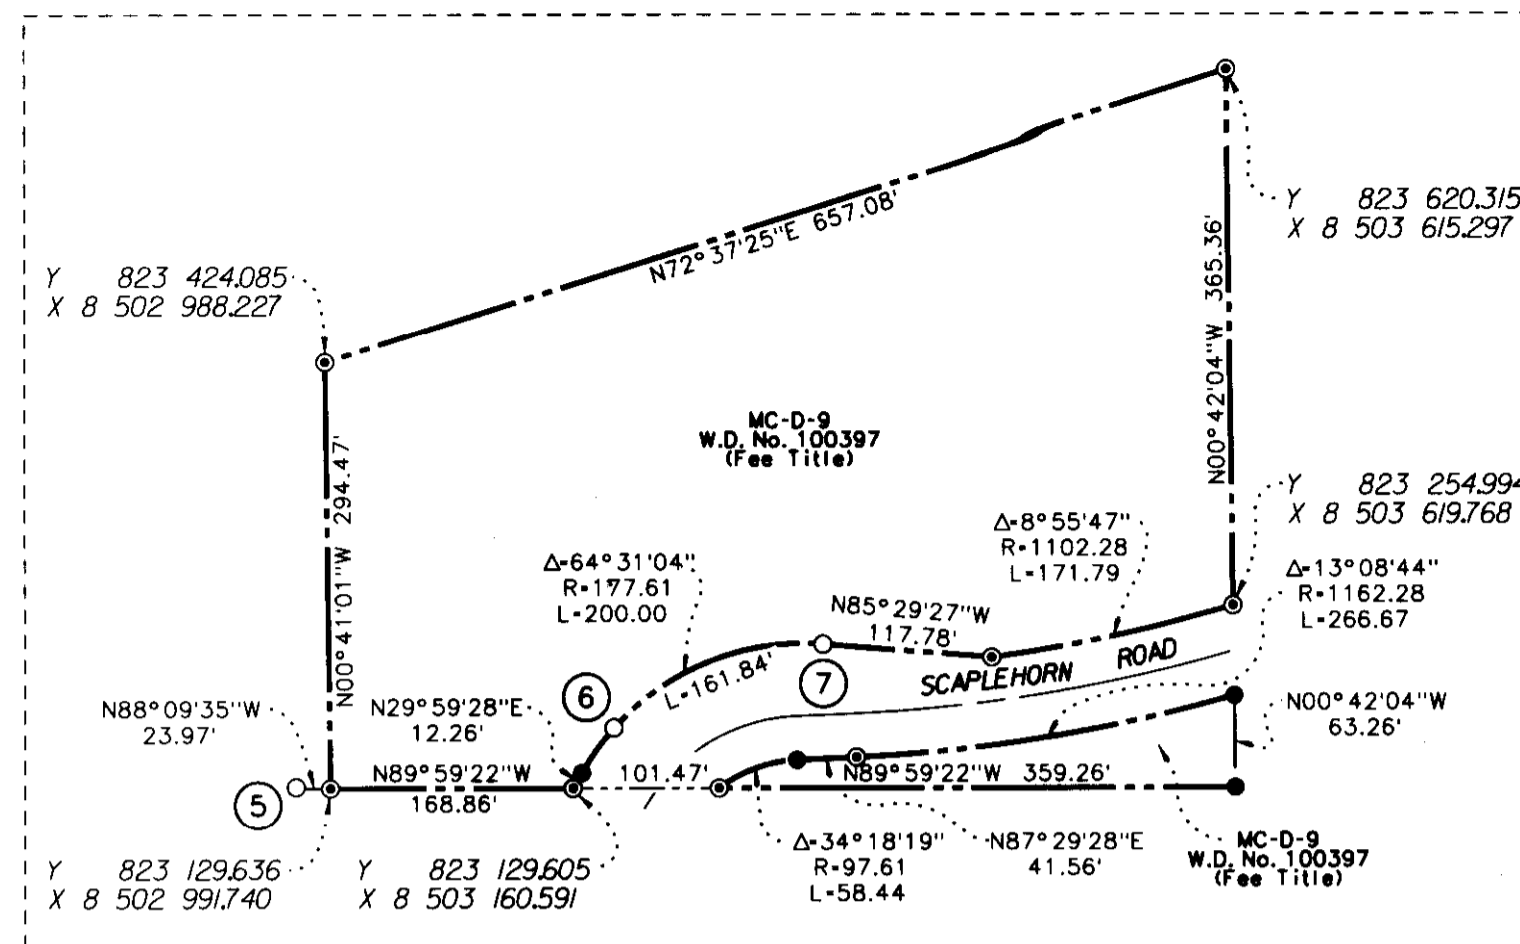 Y 823 620.315
X 8 503 615.297
N72°37'25"E 657.08'
Y 823 424.085
X 8 502 988.227
N00°42'04"W 365.36'
MC-D-9
W.D. No. 100397
(Fee Title)
N00°41'01"W 294.47'
Y 823 254.994
X 8 503 619.768
Δ=8°55'47"
R=1102.28
L=171.79
Δ=64°31'04"
R=177.61
L=200.00
Δ=13°08'44"
R=1162.28
L=266.67
N85°29'27"W
117.78'
SCAPLEHORN ROAD
L=161.84'
6
7
N88°09'35"W
23.97'
N29°59'28"E
12.26'
N00°42'04"W
63.26'
N89°59'22"W
168.86'
101.47'
N89°59'22"W 359.26'
5
Δ=34°18'19"
R=97.61
L=58.44
N87°29'28"E
41.56'
MC-D-9
W.D. No. 100397
(Fee Title)
Y 823 129.636
X 8 502 991.740
Y 823 129.605
X 8 503 160.591